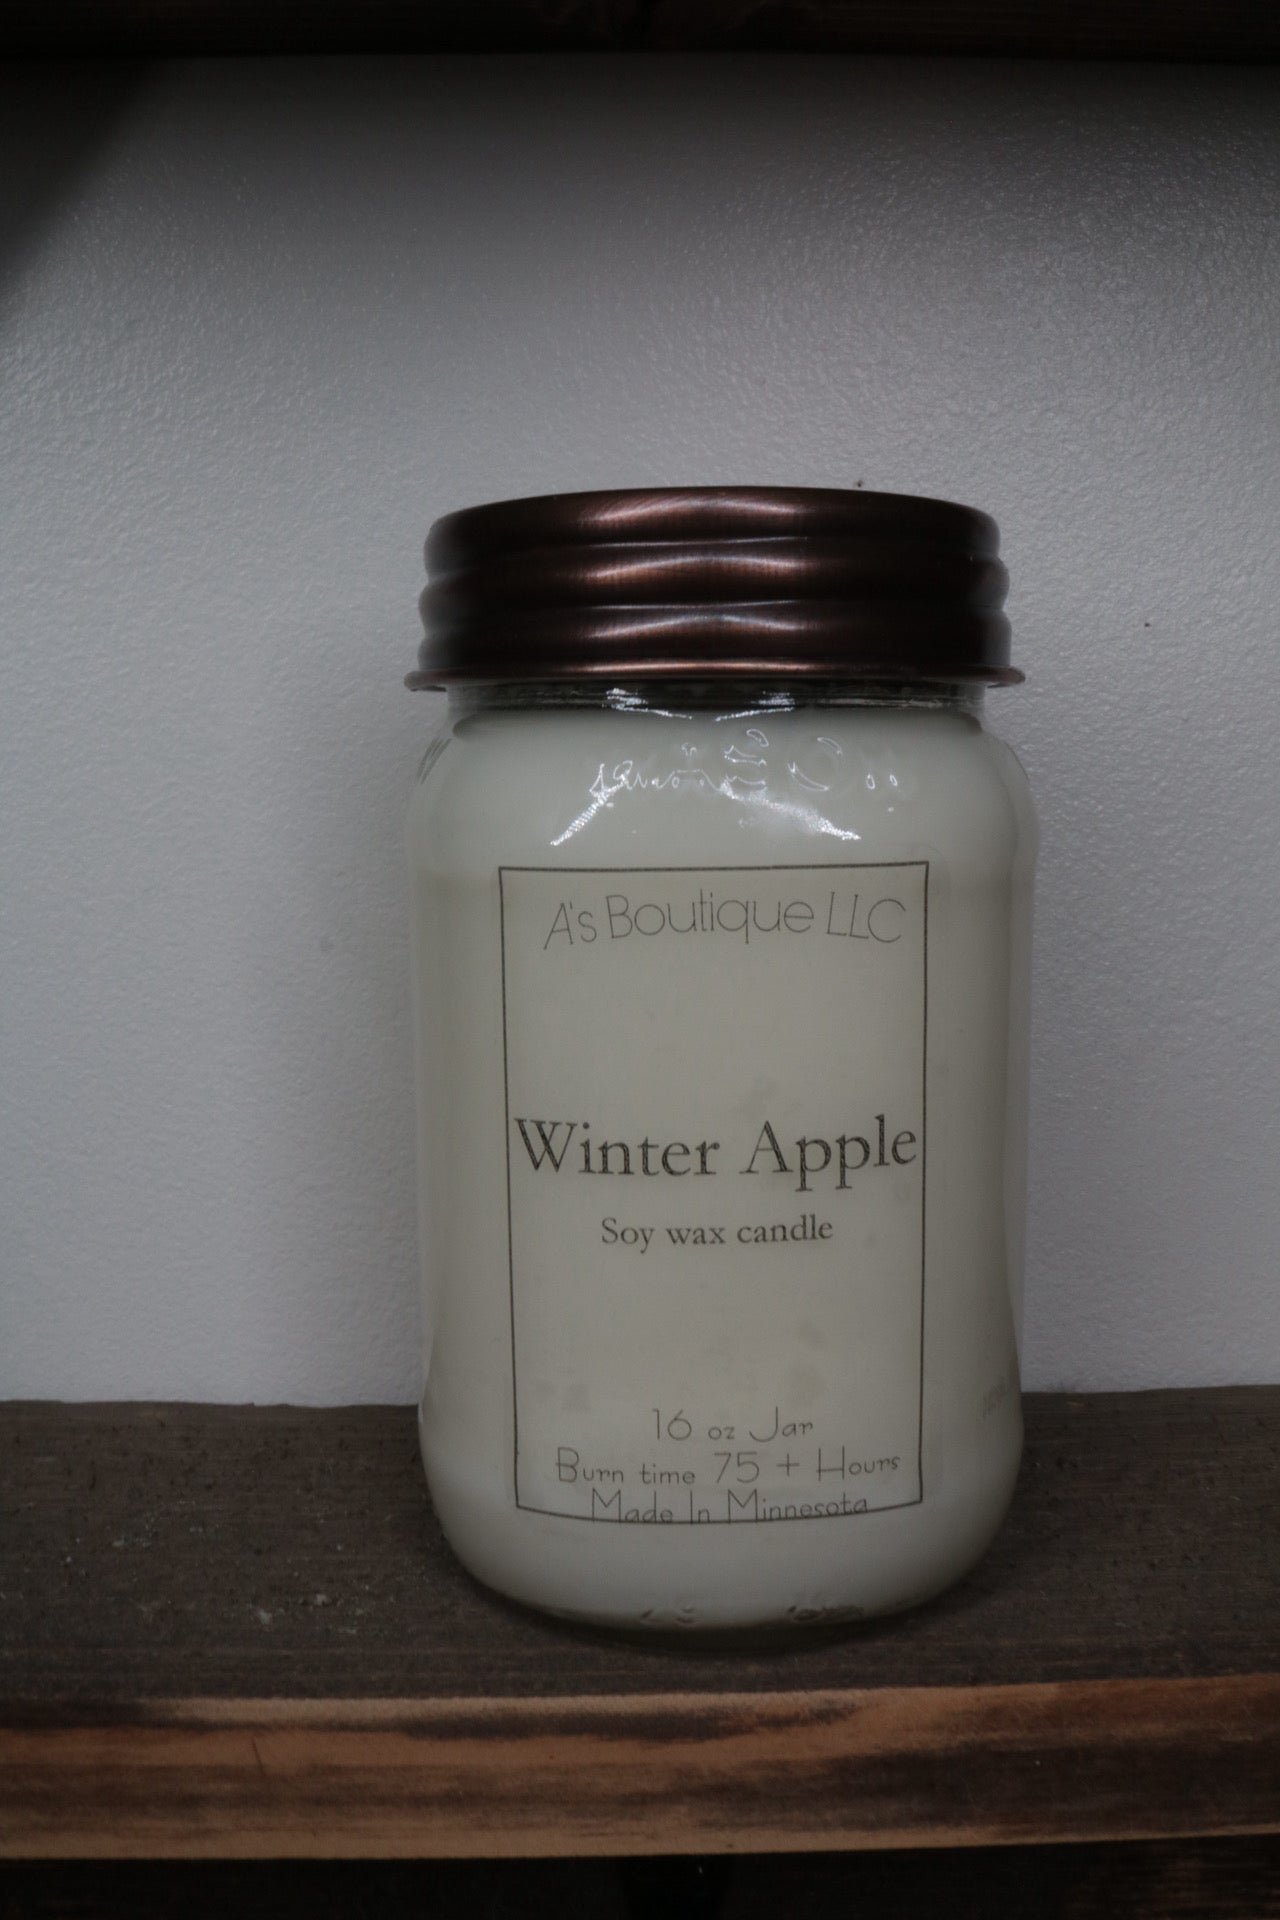 A's Boutique LLC
Winter Apple
Soy wax candle
16 oz Jar
Burn time 75 + Hours
Made In Minnesota